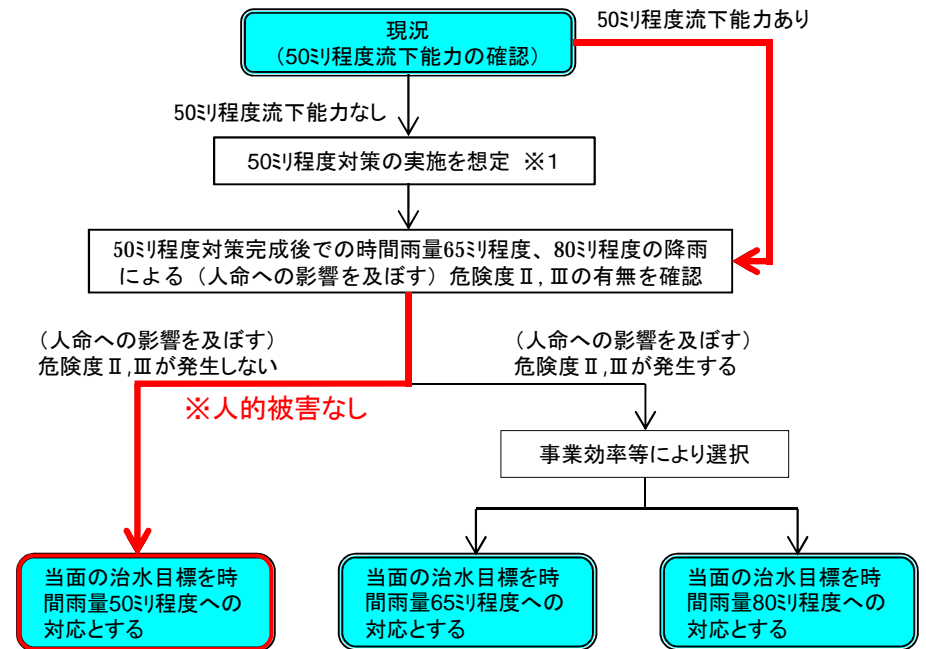 50ﾐﾘ程度流下能力あり
現況
（50ﾐﾘ程度流下能力の確認）
50ﾐﾘ程度流下能力なし
50ﾐﾘ程度対策の実施を想定 ※1
50ﾐﾘ程度対策完成後での時間雨量65ﾐﾘ程度、80ﾐﾘ程度の降雨
による（人命への影響を及ぼす）危険度Ⅱ,Ⅲの有無を確認
（人命への影響を及ぼす）
危険度Ⅱ,Ⅲが発生しない
（人命への影響を及ぼす）
危険度Ⅱ,Ⅲが発生する
※人的被害なし
事業効率等により選択
当面の治水目標を時
間雨量50ﾐﾘ程度への
対応とする
当面の治水目標を時
間雨量65ﾐﾘ程度への
対応とする
当面の治水目標を時
間雨量80ﾐﾘ程度への
対応とする